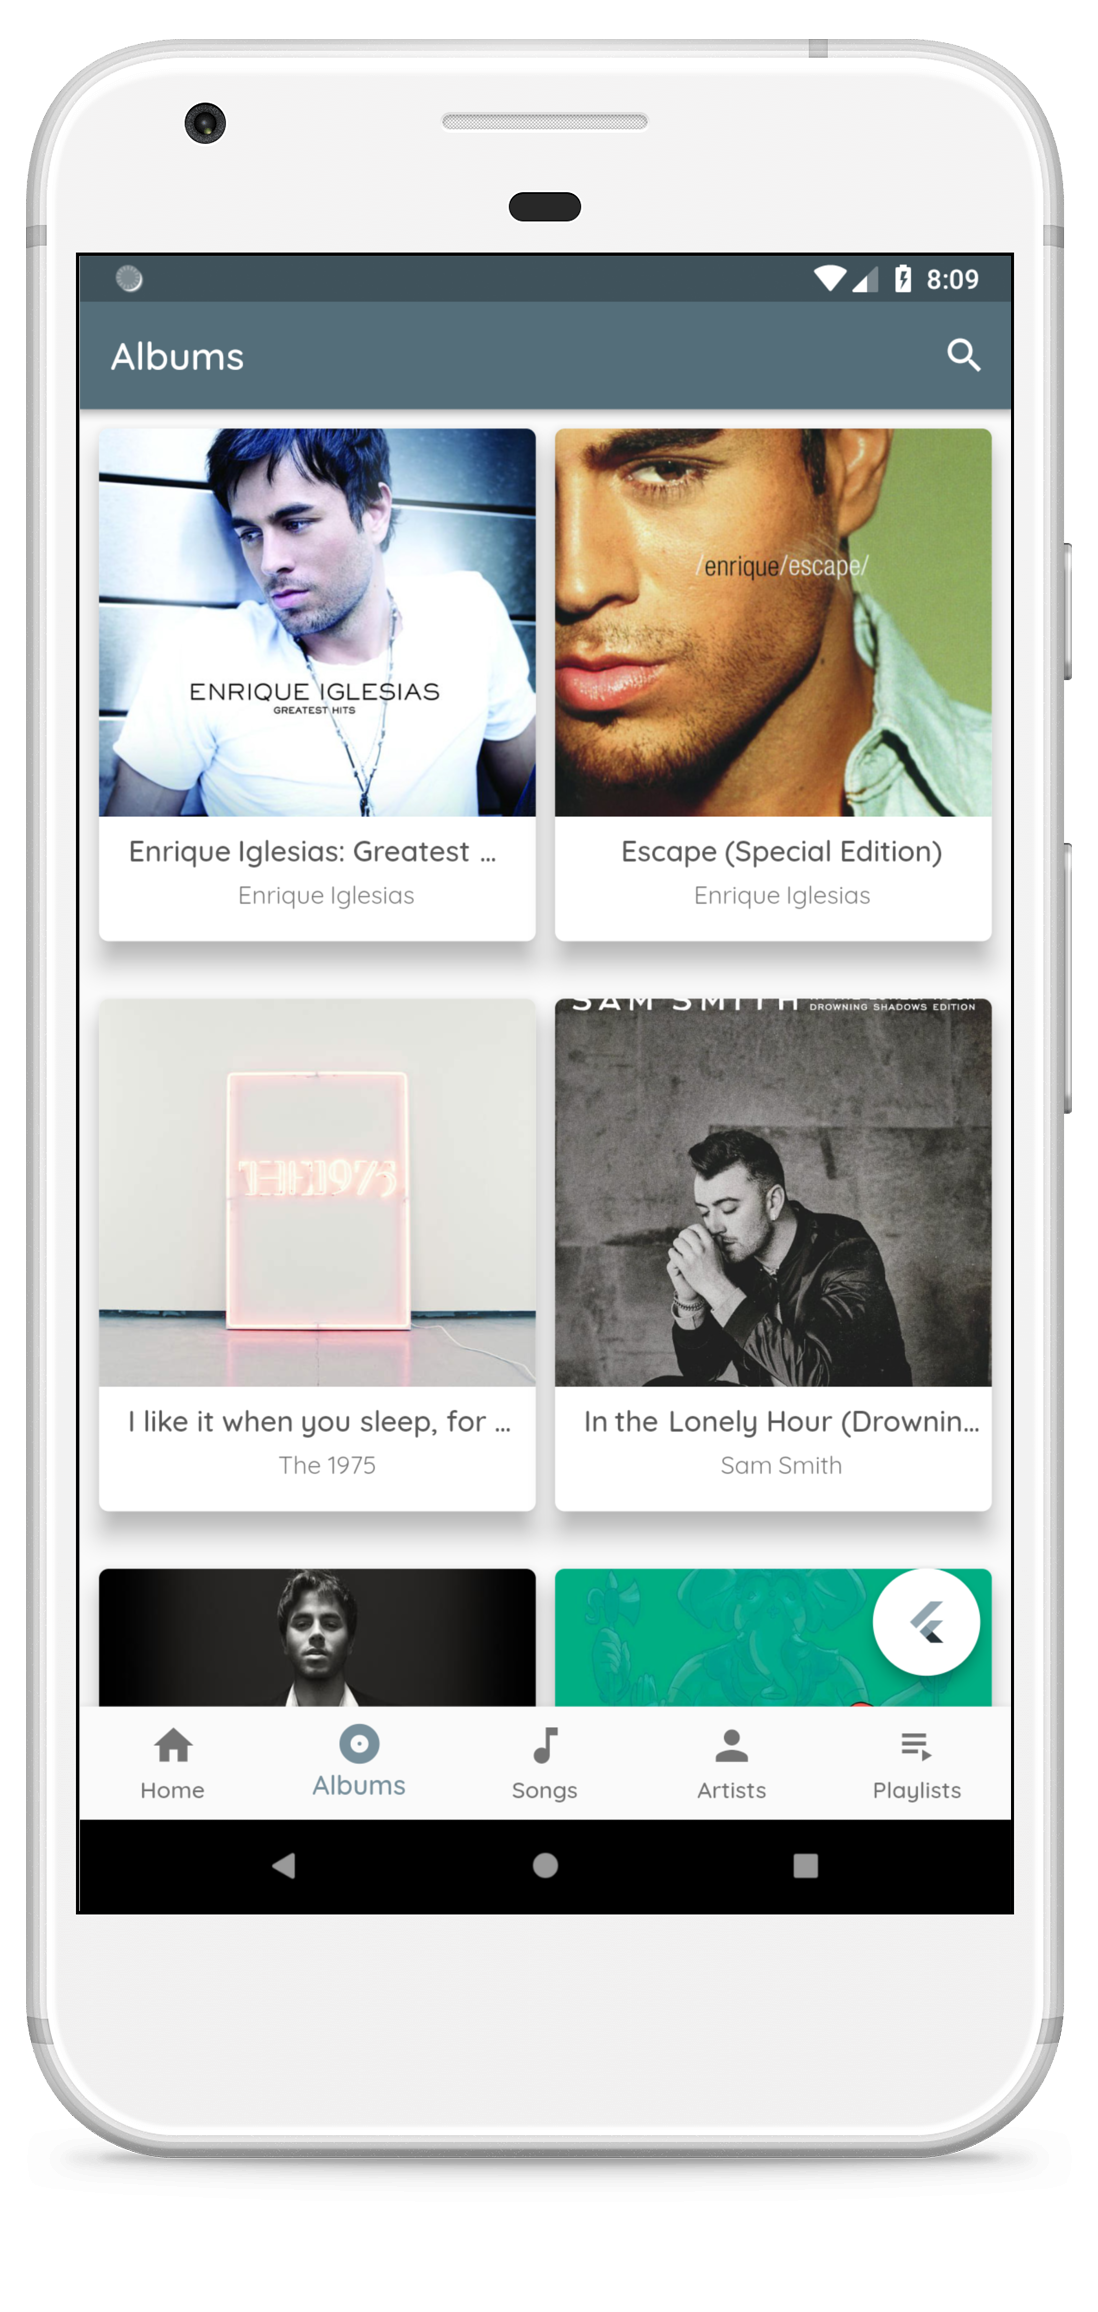 8:09
Albums
ENRIQUE IGLESIAS
GREATEST HITS
/enrique/escape/
Enrique Iglesias: Greatest ...
Enrique Iglesias
Escape (Special Edition)
Enrique Iglesias
THE 1975
SAM SMITH
DROWNING SHADOWS EDITION
I like it when you sleep, for ...
The 1975
In the Lonely Hour (Drownin...
Sam Smith
Home
Albums
Songs
Artists
Playlists